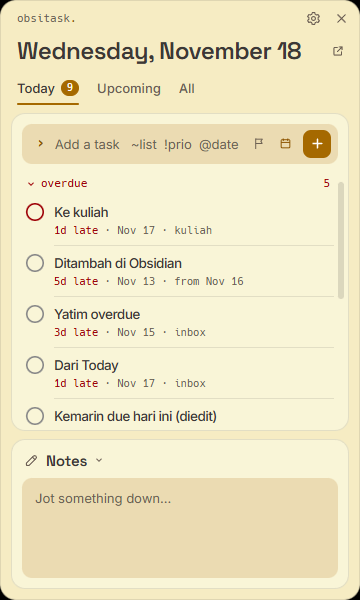 obsitask.
Wednesday, November 18
Today 9 Upcoming All
Add a task ~list !prio @date
overdue 5
Ke kuliah
1d late · Nov 17 · kuliah
Ditambah di Obsidian
5d late · Nov 13 · from Nov 16
Yatim overdue
3d late · Nov 15 · inbox
Dari Today
1d late · Nov 17 · inbox
Kemarin due hari ini (diedit)
Notes
Jot something down...